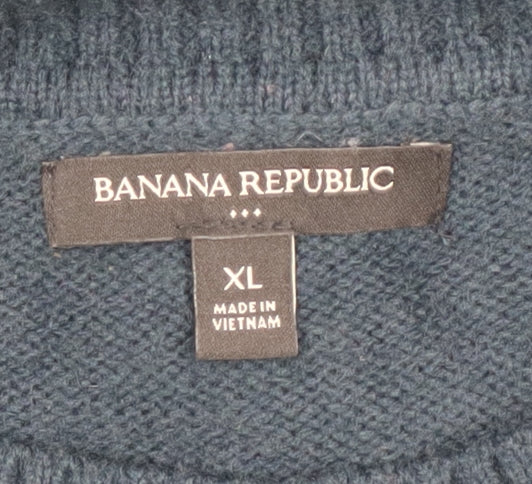 BANANA REPUBLIC
XL
MADE IN
VIETNAM